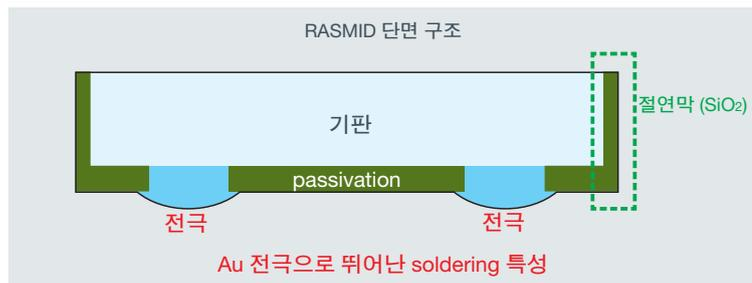 RASMID 단면 구조
절연막 (SiO2)
기판
passivation
전극 전극
Au 전극으로 뛰어난 soldering 특성